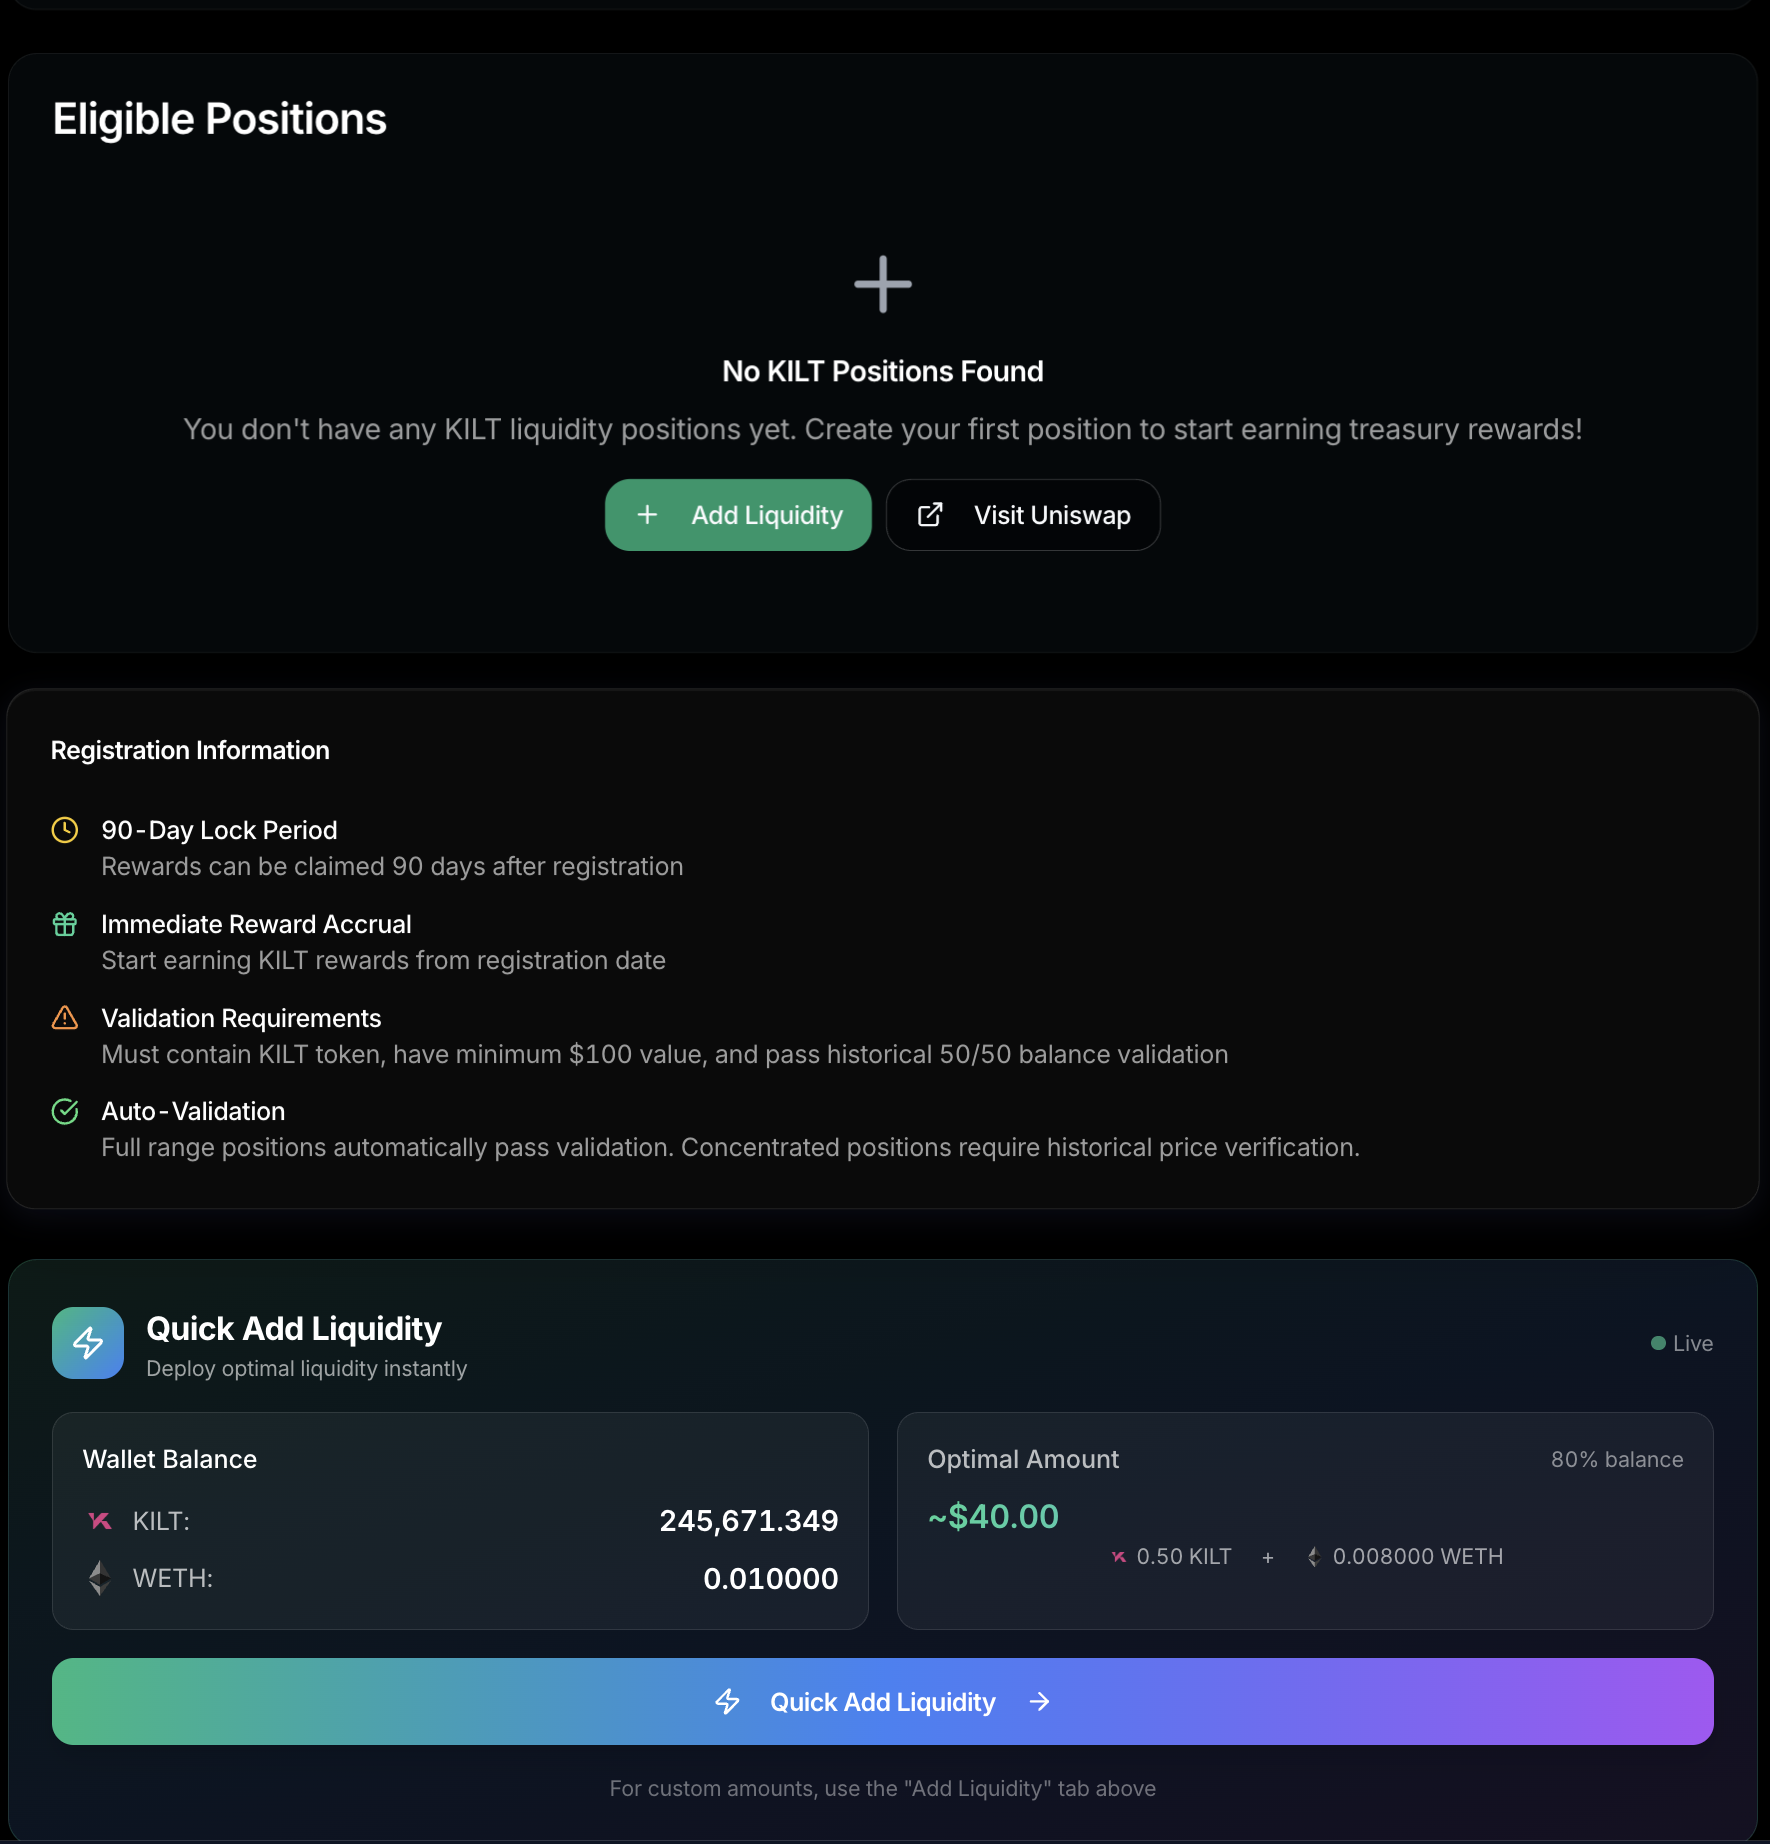 Eligible Positions
No KILT Positions Found
You don't have any KILT liquidity positions yet. Create your first position to start earning treasury rewards!
Add Liquidity
Visit Uniswap
Registration Information
90-Day Lock Period
Rewards can be claimed 90 days after registration
Immediate Reward Accrual
Start earning KILT rewards from registration date
Validation Requirements
Must contain KILT token, have minimum $100 value, and pass historical 50/50 balance validation
Auto-Validation
Full range positions automatically pass validation. Concentrated positions require historical price verification.
Quick Add Liquidity
Deploy optimal liquidity instantly
Live
Wallet Balance
KILT: 245,671.349
WETH: 0.010000
Optimal Amount 80% balance
~$40.00
0.50 KILT + 0.008000 WETH
Quick Add Liquidity
For custom amounts, use the "Add Liquidity" tab above